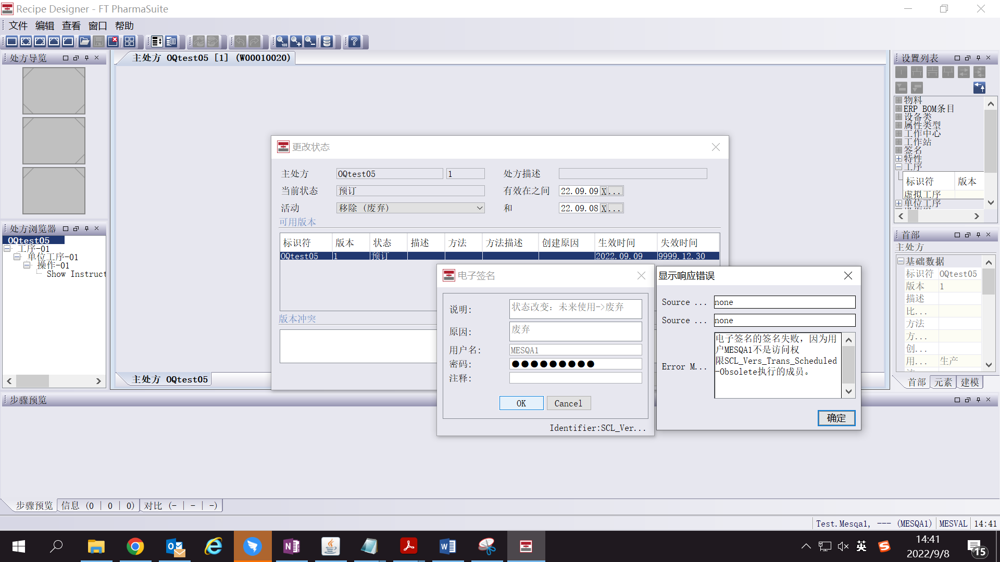 Recipe Designer - FT PharmaSuite
文件 编辑 查看 窗口 帮助
处方导览
主处方 OQtest05 [1] (W00010020)
设置列表
物料
ERP BOM条目
设备类
属性类型
工作中心
工作站
签名
特性
工序
标识符 版本
虚拟工序
单位工序
处方浏览器
OQtest05
工序-01
单位工序-01
操作-01
Show Instruct
主处方 OQtest05
更改状态
主处方 OQtest05 1 处方描述
当前状态 预订 有效在之间 22.09.09 X ...
活动 移除 (废弃) 和 22.09.08 X ...
可用版本
标识符 版本 状态 描述 方法 方法描述 创建原因 生效时间 失效时间
OQtest05 1 预订 2022.09.09 9999.12.30
版本冲突
电子签名
说明: 状态改变: 未来使用->废弃
原因: 废弃
用户名: MESQA1
密码: ●●●●●●●●●
注释:
OK Cancel
Identifier:SCL_Ver...
显示响应错误
Source ... none
Source ... none
Error M...
电子签名的签名失败，因为用
户MESQA1不是访问权
限SCL_Vers_Trans_Scheduled
-Obsolete执行的成员。
确定
首部
主处方
基础数据
标识符 OQtest05
版本 1
描述
比...
方法
方...
创...
用... 生产
首部 元素 建模
步骤预览
步骤预览 信息 (0 | 0 | 0) 对比 (- | - | -)
Test.Mesqa1, --- (MESQA1) MESVAL 14:41
英
14:41
2022/9/8
15